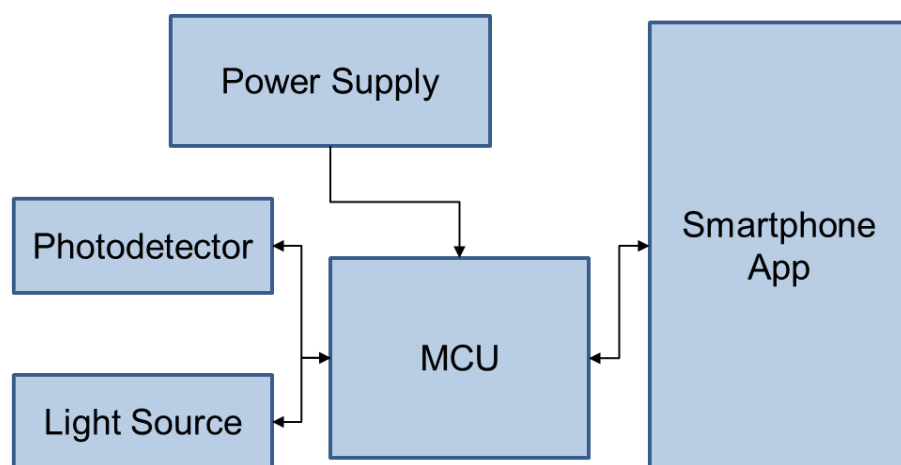 Power Supply
Photodetector
Smartphone
App
MCU
Light Source